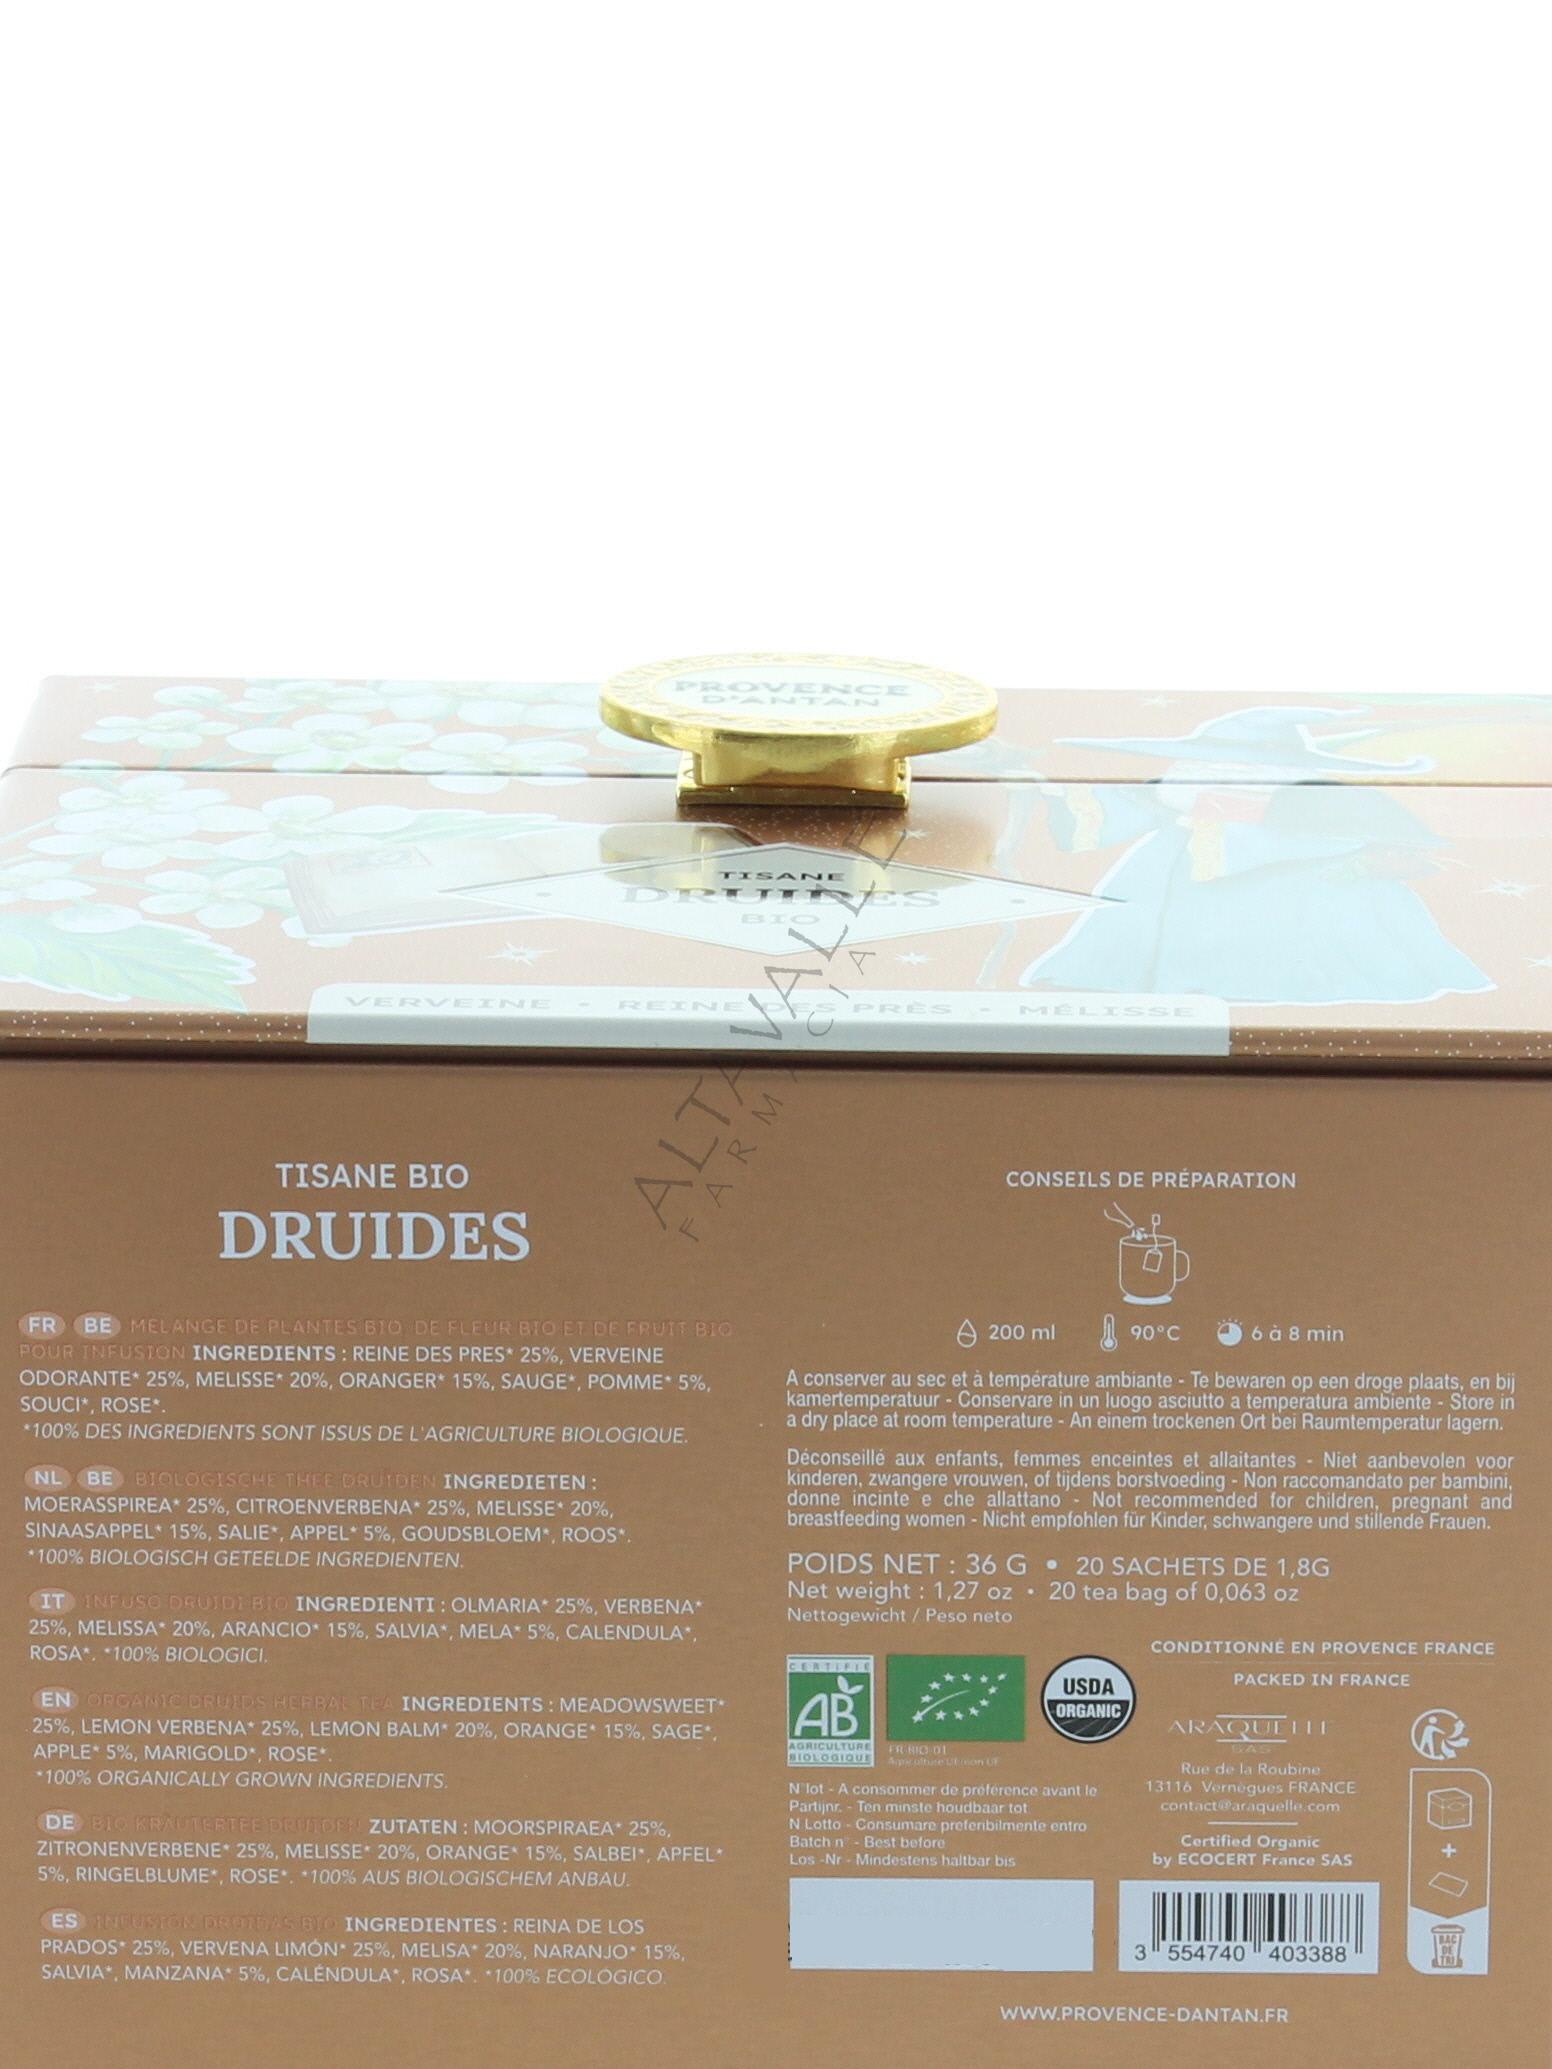 PROVENCE
D'ANTAN
TISANE
DRUIDES
BIO
VERVEINE • REINE DES PRÈS • MÉLISSE
ALTAVALLE
FARMACIA
TISANE BIO
DRUIDES
FR BE MÉLANGE DE PLANTES BIO, DE FLEUR BIO ET DE FRUIT BIO
POUR INFUSION INGREDIENTS : REINE DES PRES* 25%, VERVEINE
ODORANTE* 25%, MELISSE* 20%, ORANGER* 15%, SAUGE*, POMME* 5%,
SOUCI*, ROSE*.
*100% DES INGREDIENTS SONT ISSUS DE L'AGRICULTURE BIOLOGIQUE.
NL BE BIOLOGISCHE THEE DRUÏDEN INGREDIETEN :
MOERASSPIREA* 25%, CITROENVERBENA* 25%, MELISSE* 20%,
SINAASAPPEL* 15%, SALIE*, APPEL* 5%, GOUDSBLOEM*, ROOS*.
*100% BIOLOGISCH GETEELDE INGREDIENTEN.
IT INFUSO DRUIDI BIO INGREDIENTI : OLMARIA* 25%, VERBENA*
25%, MELISSA* 20%, ARANCIO* 15%, SALVIA*, MELA* 5%, CALENDULA*,
ROSA*. *100% BIOLOGICI.
EN ORGANIC DRUIDS HERBAL TEA INGREDIENTS : MEADOWSWEET*
25%, LEMON VERBENA* 25%, LEMON BALM* 20%, ORANGE* 15%, SAGE*,
APPLE* 5%, MARIGOLD*, ROSE*.
*100% ORGANICALLY GROWN INGREDIENTS.
DE BIO KRÄUTERTEE DRUIDEN ZUTATEN : MOORSPIRAEA* 25%,
ZITRONENVERBENE* 25%, MELISSE* 20%, ORANGE* 15%, SALBEI*, APFEL*
5%, RINGELBLUME*, ROSE*. *100% AUS BIOLOGISCHEM ANBAU.
ES INFUSIÓN DROIDAS BIO INGREDIENTES : REINA DE LOS
PRADOS* 25%, VERVENA LIMÓN* 25%, MELISA* 20%, NARANJO* 15%,
SALVIA*, MANZANA* 5%, CALÉNDULA*, ROSA*. *100% ECOLÓGICO.
CONSEILS DE PRÉPARATION
200 ml 90°C 6 à 8 min
A conserver au sec et à température ambiante - Te bewaren op een droge plaats, en bij
kamertemperatuur - Conservare in un luogo asciutto a temperatura ambiente - Store in
a dry place at room temperature - An einem trockenen Ort bei Raumtemperatur lagern.
Déconseillé aux enfants, femmes enceintes et allaitantes - Niet aanbevolen voor
kinderen, zwangere vrouwen, of tijdens borstvoeding - Non raccomandato per bambini,
donne incinte e che allattano - Not recommended for children, pregnant and
breastfeeding women - Nicht empfohlen für Kinder, schwangere und stillende Frauen.
POIDS NET : 36 G • 20 SACHETS DE 1,8G
Net weight : 1,27 oz • 20 tea bag of 0,063 oz
Nettogewicht / Peso neto
CERTIFIÉ
AB
AGRICULTURE
BIOLOGIQUE
FR-BIO-01
Agriculture UE/non UE
USDA
ORGANIC
CONDITIONNÉ EN PROVENCE FRANCE
PACKED IN FRANCE
ARAQUELLE
SAS
Rue de la Roubine
13116 Vernègues FRANCE
contact@araquelle.com
Certified Organic
by ECOCERT France SAS
N°lot - A consommer de préférence avant le
Partijnr. - Ten minste houdbaar tot
N Lotto - Consumare preferibilmente entro
Batch n° - Best before
Los -Nr - Mindestens haltbar bis
3 554740 403388
+
BAC
DE
TRI
WWW.PROVENCE-DANTAN.FR